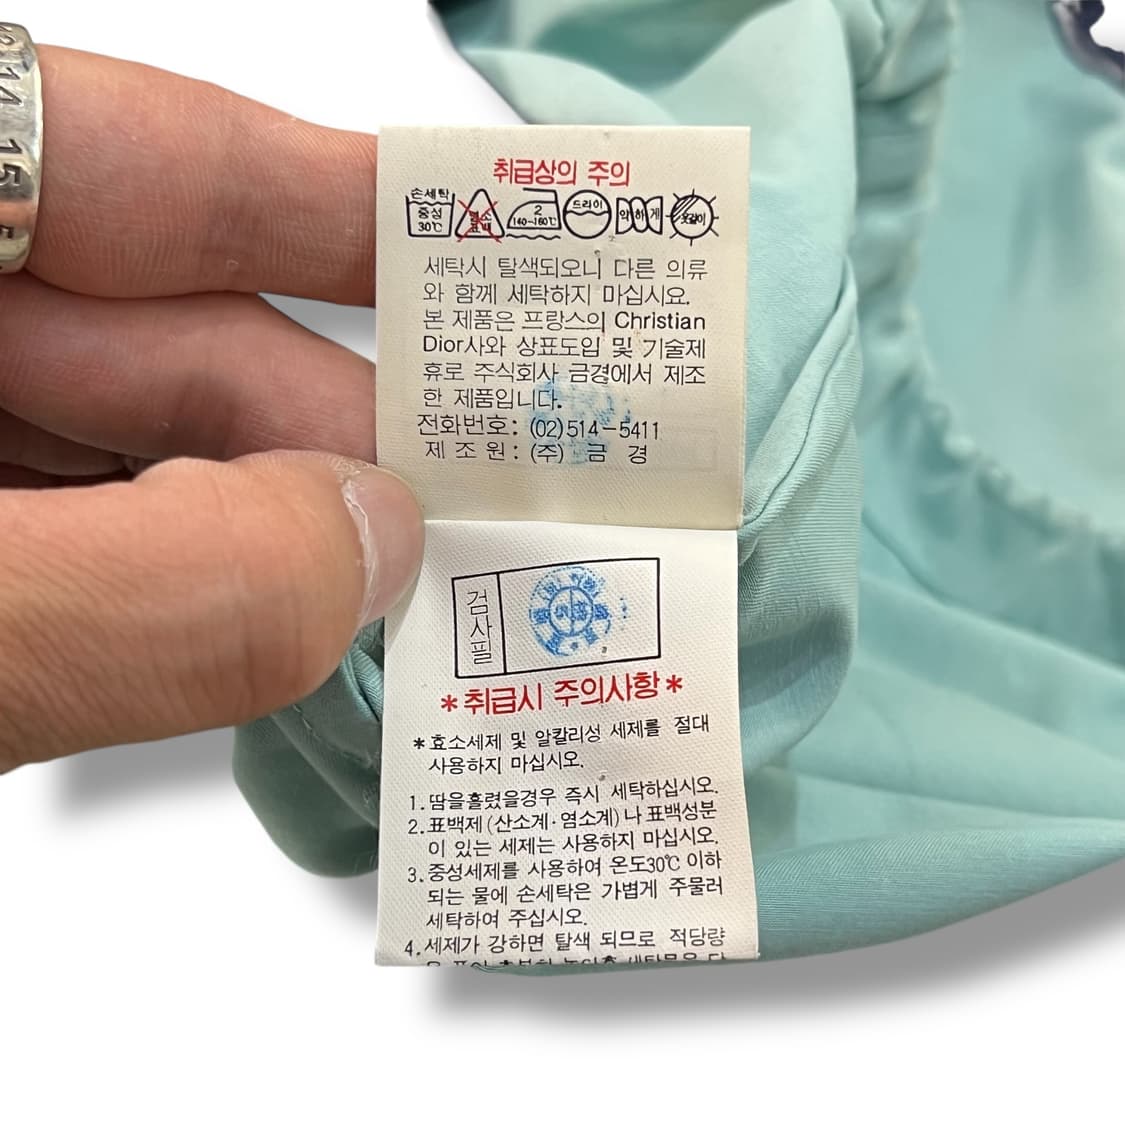 12 14 15
취급상의 주의
손세탁
중성
30℃
염소
표백
2
140-160℃
드라이
약하게
옷걸이
세탁시 탈색되오니 다른 의류
와 함께 세탁하지 마십시요.
본 제품은 프랑스의 Christian
Dior사와 상표도입 및 기술제
휴로 주식회사 금경에서 제조
한 제품입니다.
전화번호: (02)514-5411
제 조 원: (주) 금 경
검사필
*취급시 주의사항*
*효소세제 및 알칼리성 세제를 절대
사용하지 마십시오.
1. 땀을흘렸을경우 즉시 세탁하십시오.
2. 표백제(산소계·염소계)나 표백성분
이 있는 세제는 사용하지 마십시오.
3. 중성세제를 사용하여 온도30℃ 이하
되는 물에 손세탁은 가볍게 주물러
세탁하여 주십시오.
4. 세제가 강하면 탈색 되므로 적당량